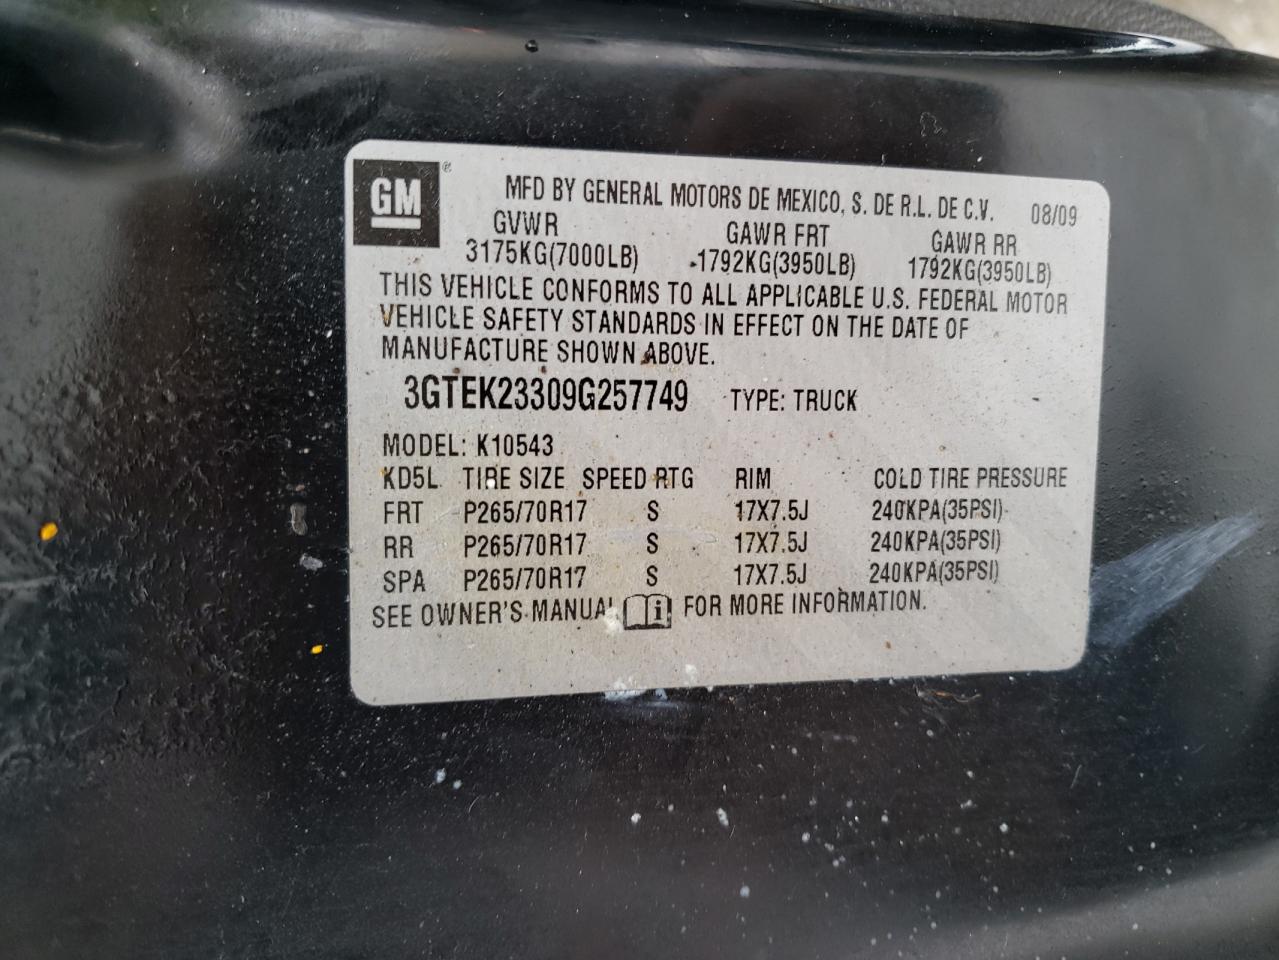 GM ®
MFD BY GENERAL MOTORS DE MEXICO, S. DE R.L. DE C.V. 08/09
GVWR GAWR FRT GAWR RR
3175KG(7000LB) 1792KG(3950LB) 1792KG(3950LB)
THIS VEHICLE CONFORMS TO ALL APPLICABLE U.S. FEDERAL MOTOR
VEHICLE SAFETY STANDARDS IN EFFECT ON THE DATE OF
MANUFACTURE SHOWN ABOVE.
3GTEK23309G257749 TYPE: TRUCK
MODEL: K10543
KD5L TIRE SIZE SPEED RTG RIM COLD TIRE PRESSURE
FRT P265/70R17 S 17X7.5J 240KPA(35PSI)
RR P265/70R17 S 17X7.5J 240KPA(35PSI)
SPA P265/70R17 S 17X7.5J 240KPA(35PSI)
SEE OWNER'S MANUAL i FOR MORE INFORMATION.